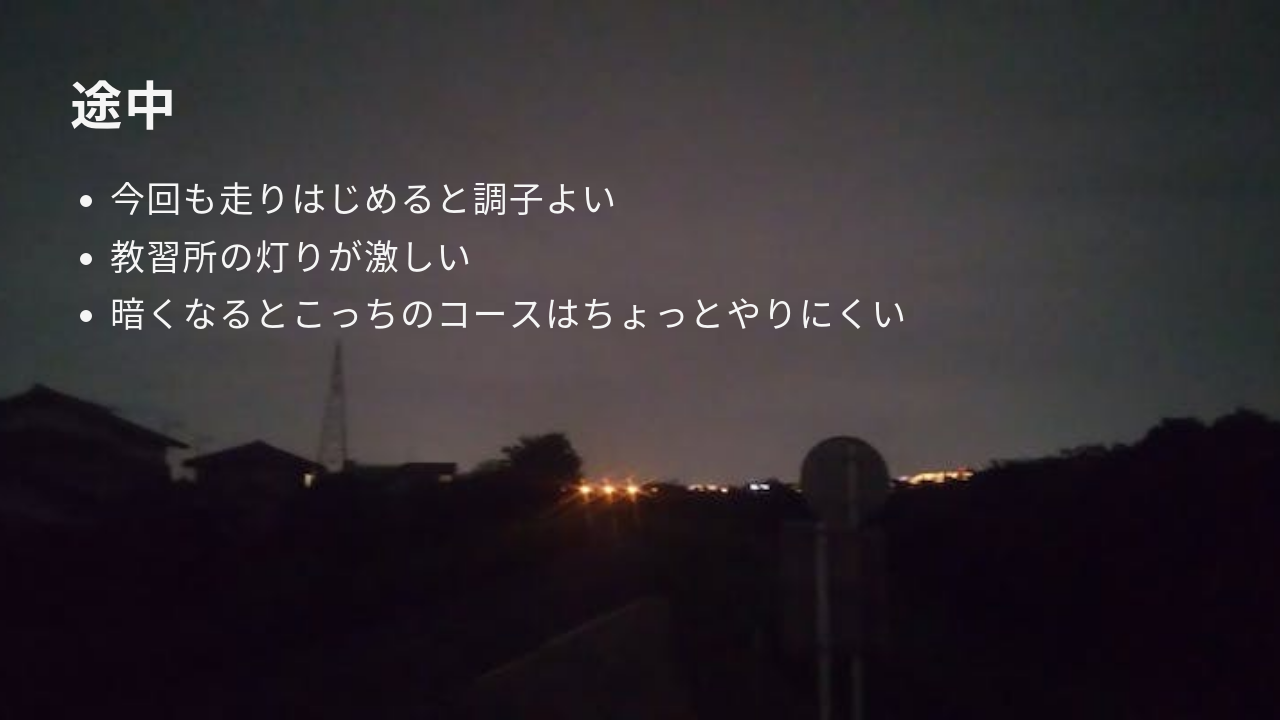 途中
今回も走りはじめると調子よい
教習所の灯りが激しい
暗くなるとこっちのコースはちょっとやりにくい